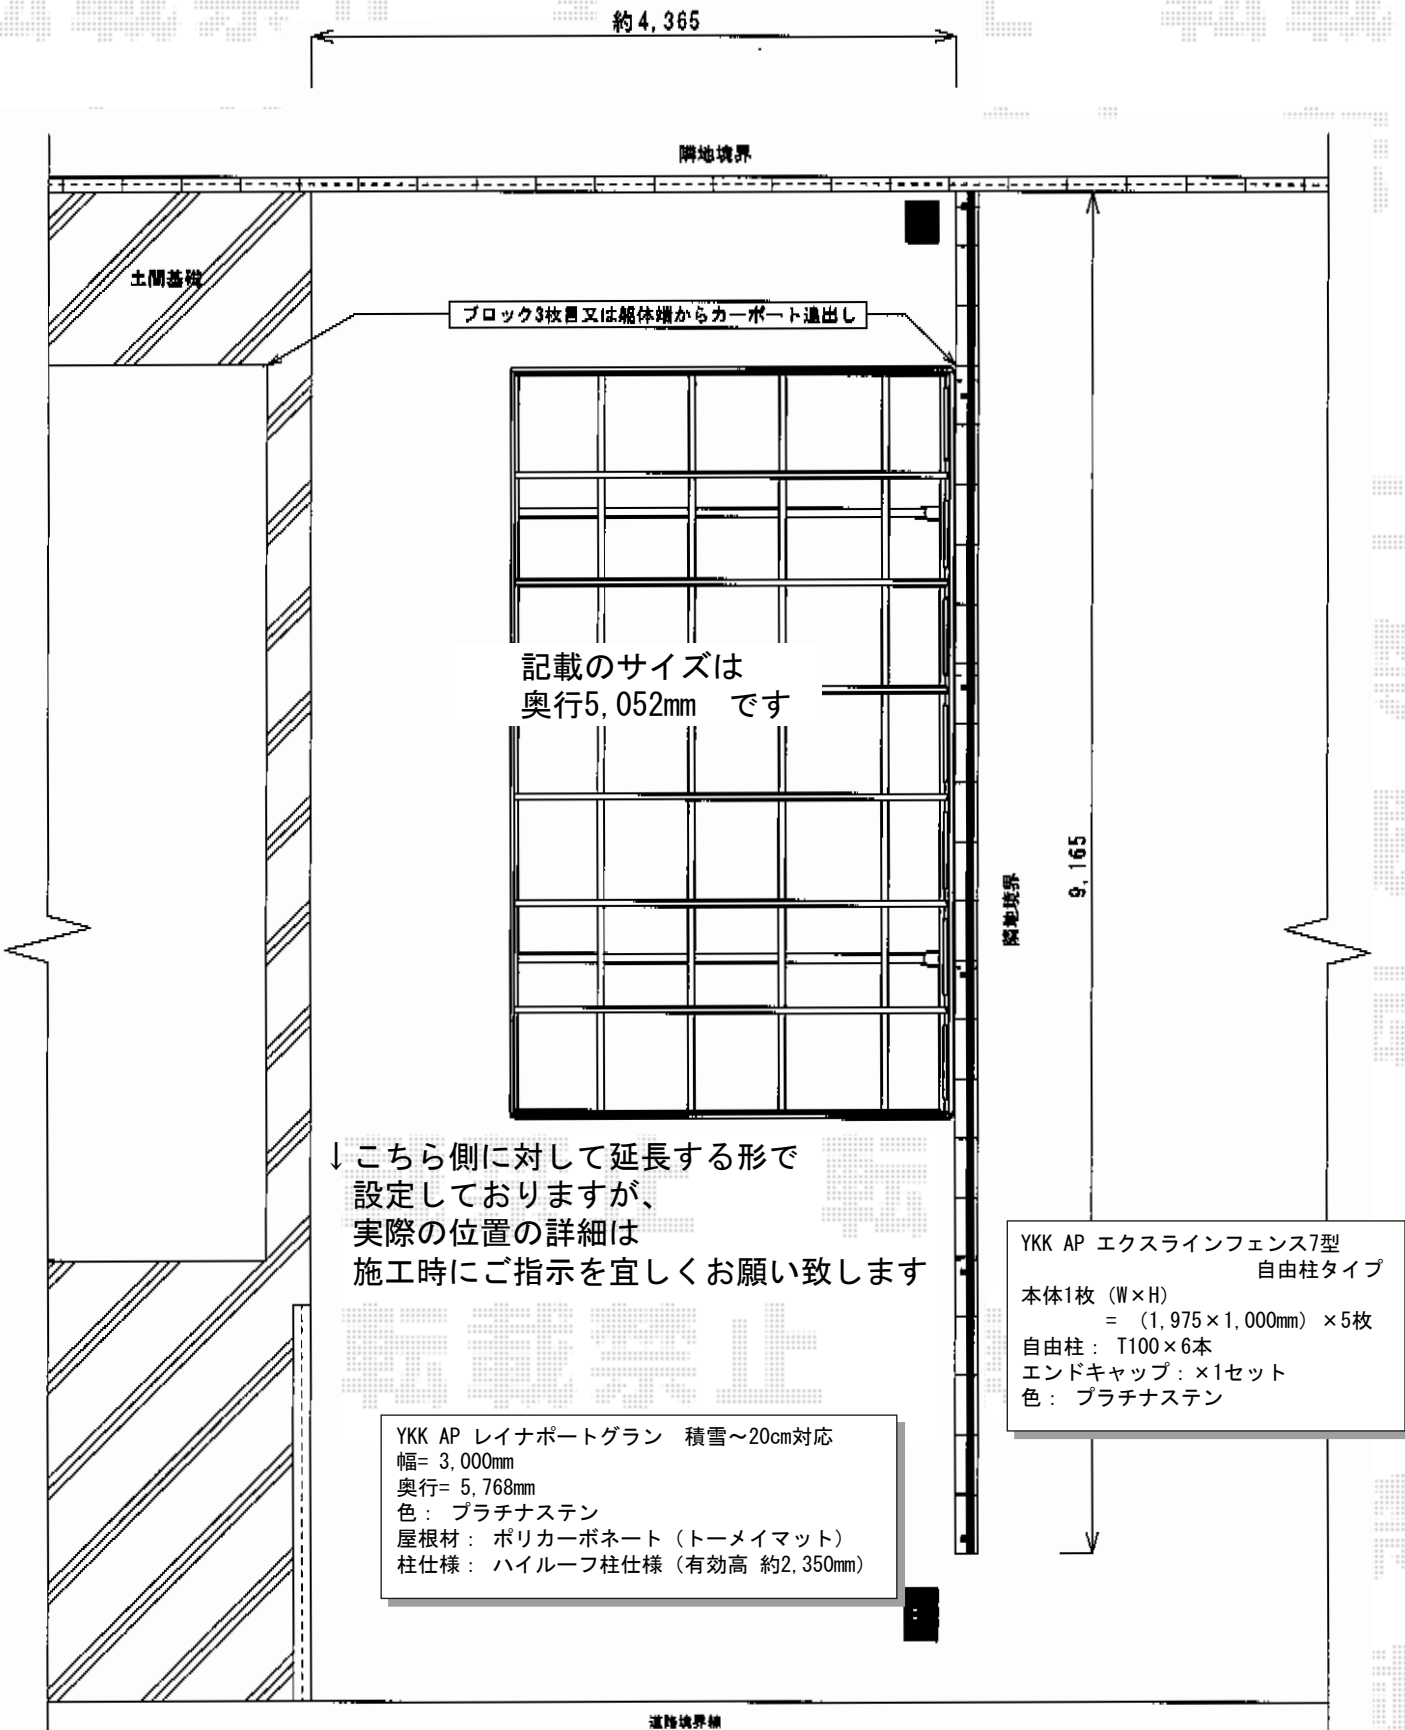 約4,365
隣地境界
土間基礎
ブロック3枚目又は躯体端からカーポート追出し
記載のサイズは
奥行5,052mm です
隣地境界
9,165
↓こちら側に対して延長する形で
設定しておりますが、
実際の位置の詳細は
施工時にご指示を宜しくお願い致します
YKK AP エクスラインフェンス7型
自由柱タイプ
本体1枚（W×H）
= （1,975×1,000mm）×5枚
自由柱： T100×6本
エンドキャップ：×1セット
色： プラチナステン
YKK AP レイナポートグラン 積雪～20cm対応
幅= 3,000mm
奥行= 5,768mm
色： プラチナステン
屋根材： ポリカーボネート（トーメイマット）
柱仕様： ハイルーフ柱仕様（有効高 約2,350mm）
転載禁止
道路境界線